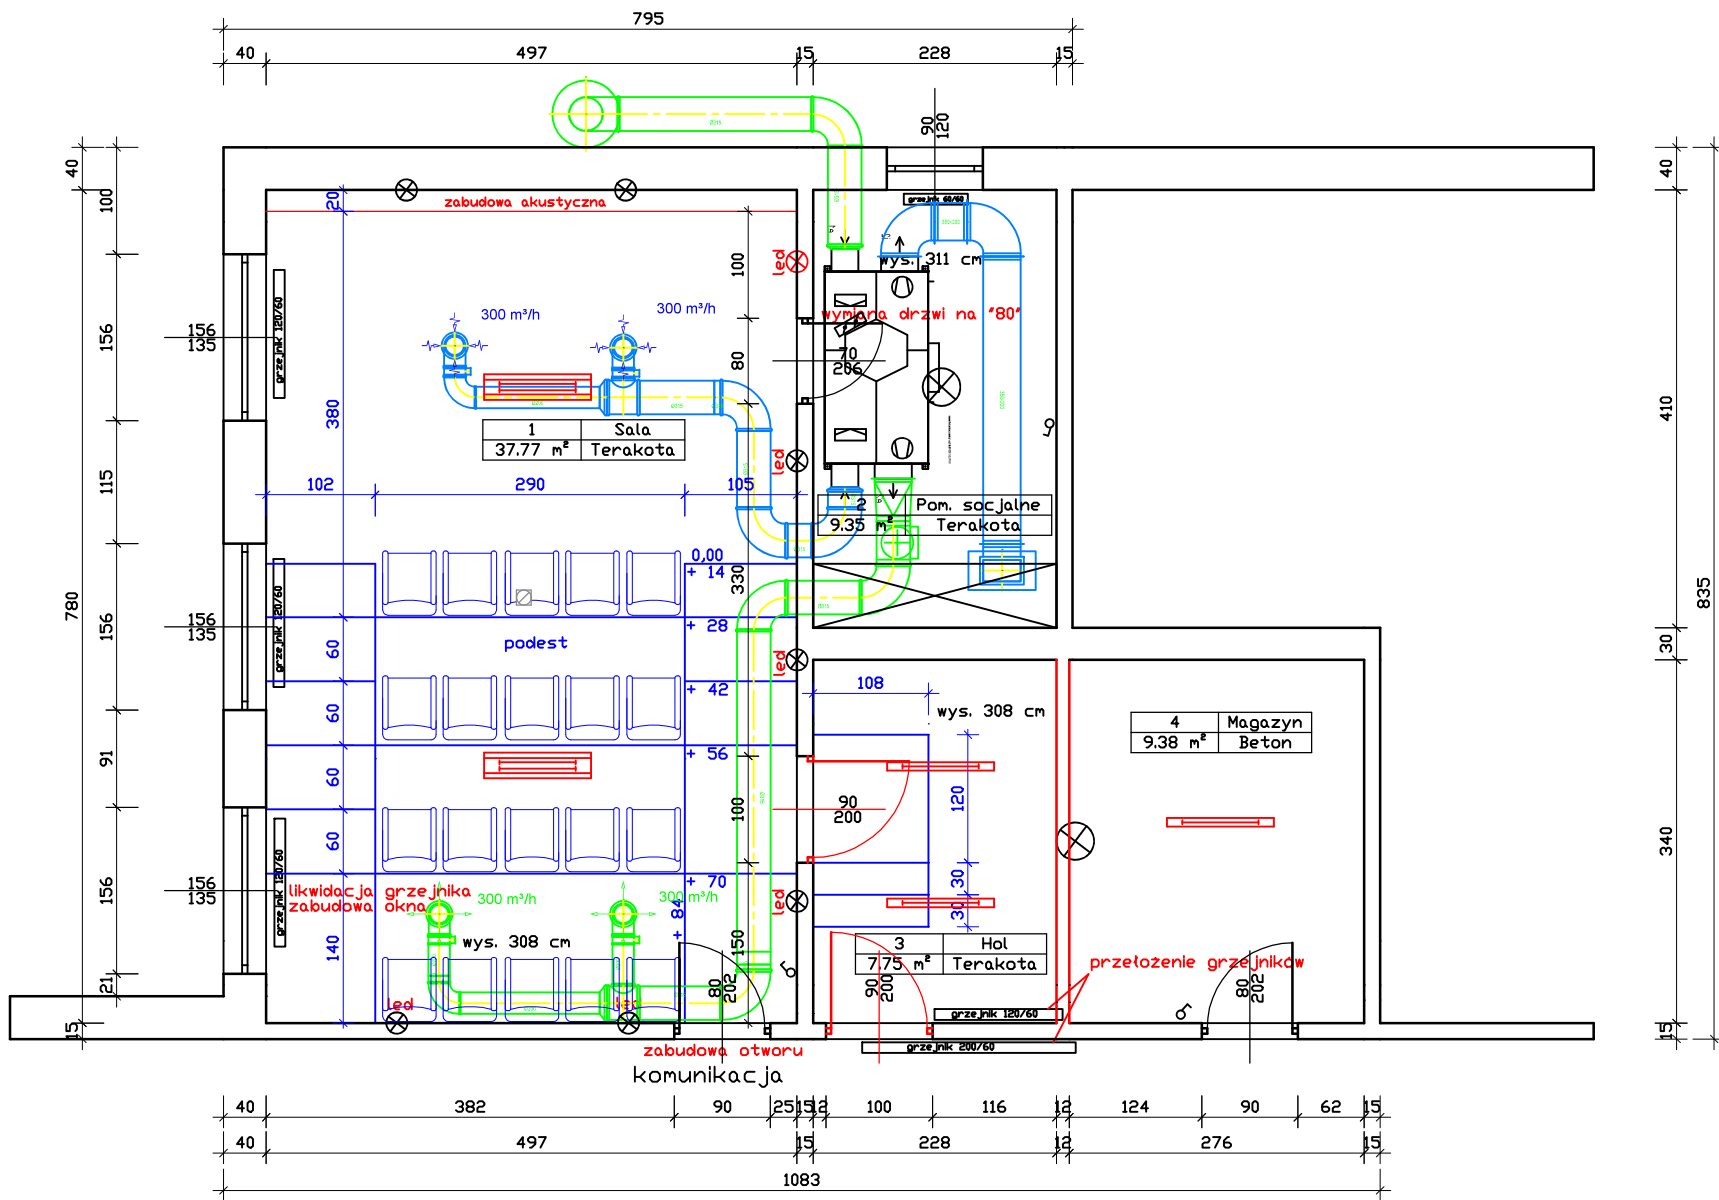 795
40
497
15
228
15
90
120
40
100
156
115
156
91
156
21
15
780
40
410
30
340
15
835
20
zabudowa akustyczna
grzejnik 60/60
wys. 311 cm
led
100
wymiana drzwi na "80"
300 m³/h
300 m³/h
156
135
grzejnik 120/60
380
80
70
206
1 Sala
37.77 m² Terakota
led
102
290
105
2 Pom. socjalne
9.35 m² Terakota
0,00
+ 14
330
156
135
grzejnik 120/60
+ 28
podest
60
led
+ 42
108
wys. 308 cm
60
4 Magazyn
9.38 m² Beton
+ 56
60
120
100
90
200
60
+ 70
30
30
156
135
grzejnik 120/60
likwidacja grzejnika
zabudowa okna
300 m³/h
300 m³/h
led
+ 84
140
wys. 308 cm
150
3 Hol
7.75 m² Terakota
przełożenie grzejników
80
202
90
200
80
202
led
grzejnik 120/60
grzejnik 200/60
zabudowa otworu
komunikacja
40
382
90
25
15
12
100
116
12
124
90
62
15
40
497
15
228
12
276
15
1083